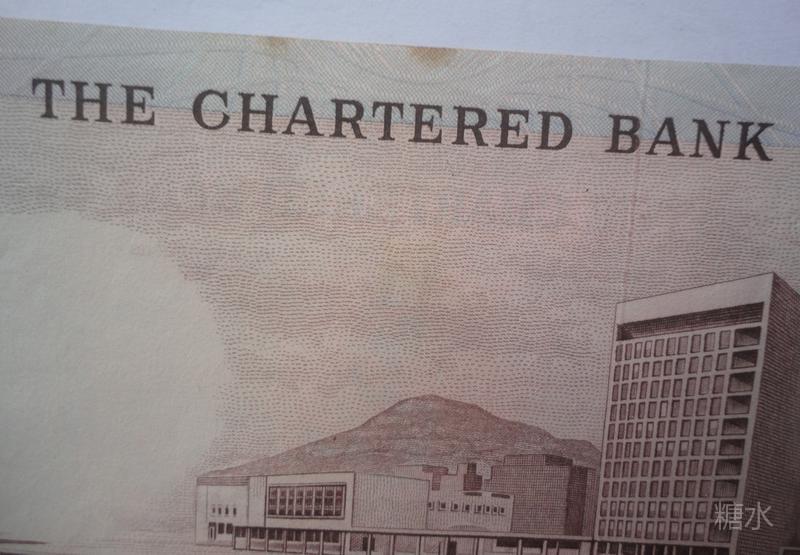 THE CHARTERED BANK
糖水